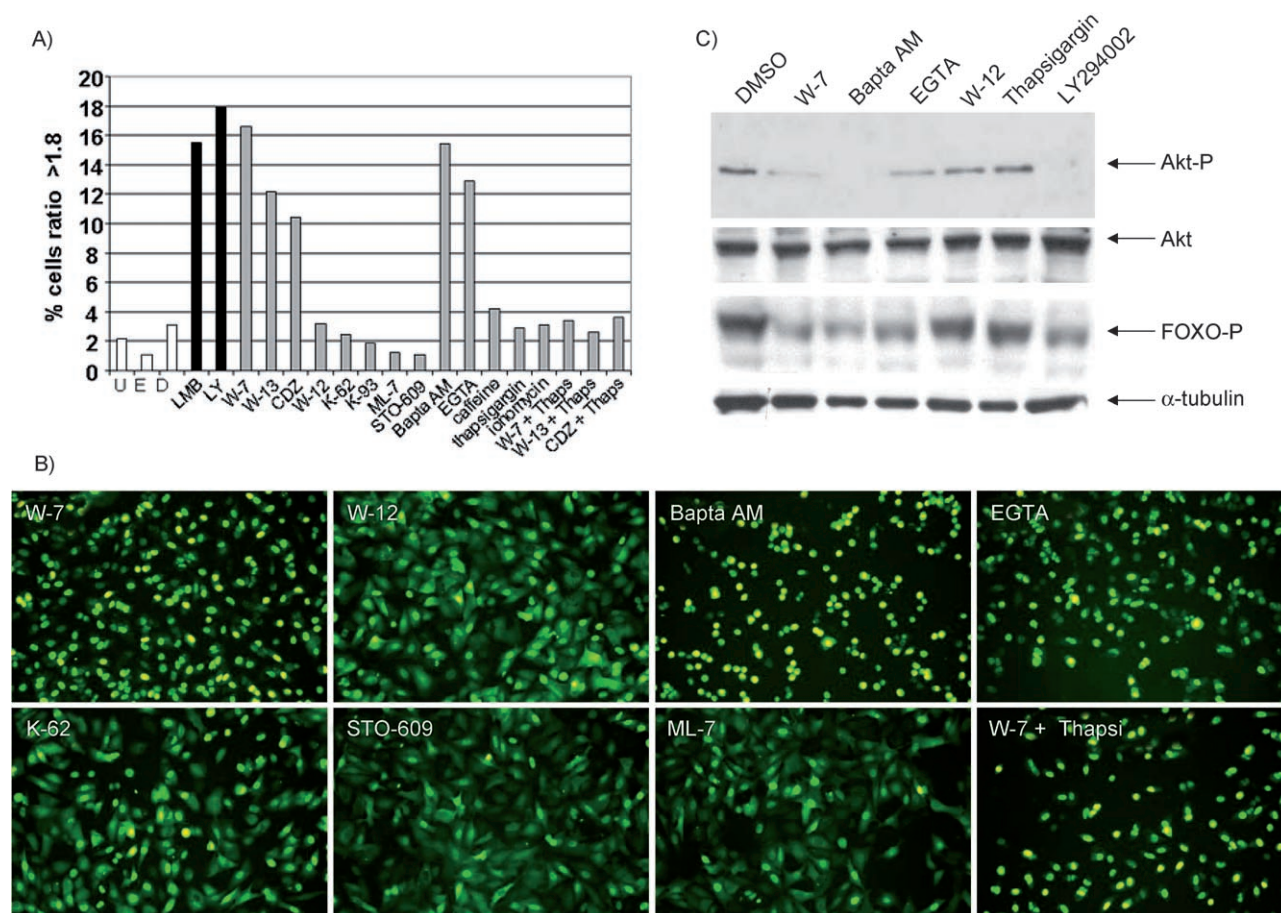 A)
% cells ratio >1.8
20
18
16
14
12
10
8
6
4
2
0
U
E
D
LMB
LY
W-7
W-13
CDZ
W-12
K-62
K-93
ML-7
STO-609
Bapta AM
EGTA
caffeine
thapsigargin
ionomycin
W-7 + Thaps
W-13 + Thaps
CDZ + Thaps
C)
DMSO
W-7
Bapta AM
EGTA
W-12
Thapsigargin
LY294002
Akt-P
Akt
FOXO-P
α-tubulin
B)
W-7
W-12
Bapta AM
EGTA
K-62
STO-609
ML-7
W-7 + Thapsi